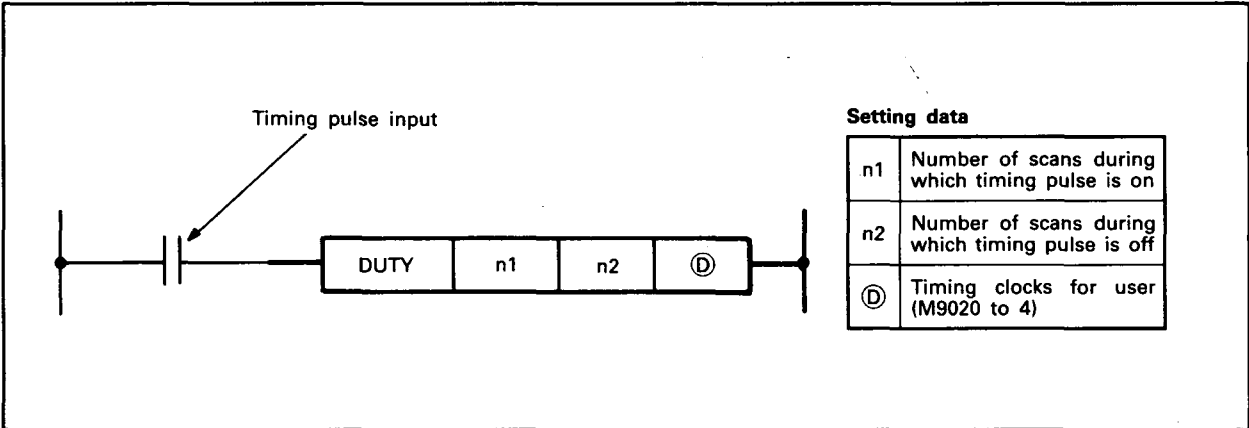 Timing pulse input
DUTY n1 n2 Ⓓ
Setting data
n1 Number of scans during
which timing pulse is on
n2 Number of scans during
which timing pulse is off
Ⓓ Timing clocks for user
(M9020 to 4)